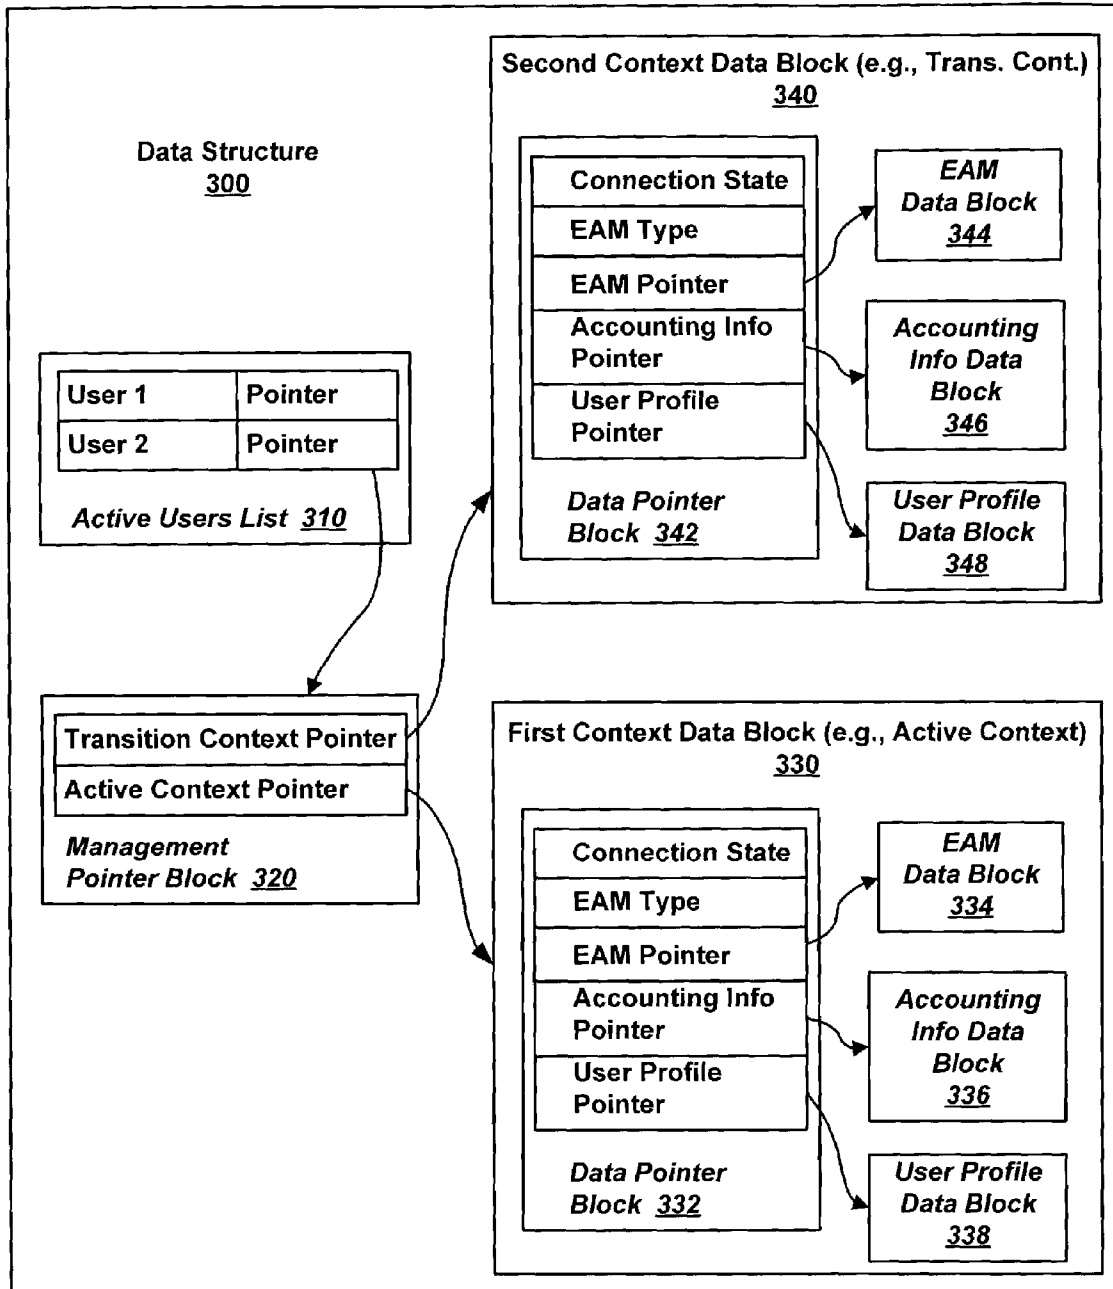 Data Structure
300
User 1 Pointer
User 2 Pointer
Active Users List 310
Transition Context Pointer
Active Context Pointer
Management
Pointer Block 320
Second Context Data Block (e.g., Trans. Cont.)
340
Connection State
EAM Type
EAM Pointer
Accounting Info
Pointer
User Profile
Pointer
Data Pointer
Block 342
EAM
Data Block
344
Accounting
Info Data
Block
346
User Profile
Data Block
348
First Context Data Block (e.g., Active Context)
330
Connection State
EAM Type
EAM Pointer
Accounting Info
Pointer
User Profile
Pointer
Data Pointer
Block 332
EAM
Data Block
334
Accounting
Info Data
Block
336
User Profile
Data Block
338